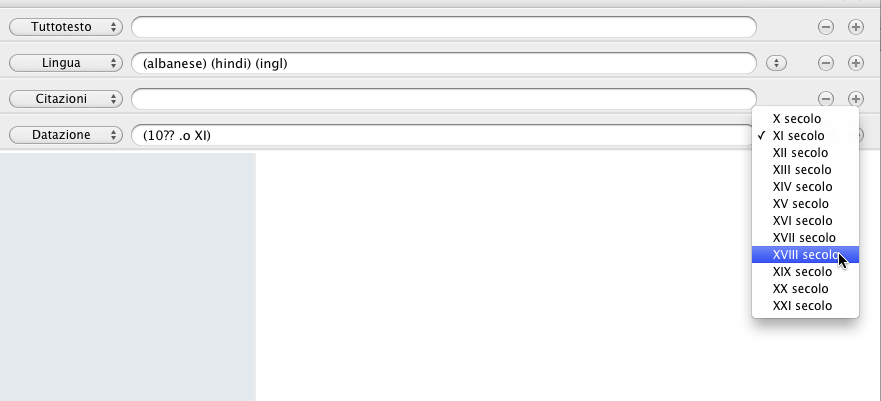 Tuttotesto
Lingua (albanese) (hindi) (ingl)
Citazioni
Datazione (10?? .o XI)
X secolo
✓ XI secolo
XII secolo
XIII secolo
XIV secolo
XV secolo
XVI secolo
XVII secolo
XVIII secolo
XIX secolo
XX secolo
XXI secolo